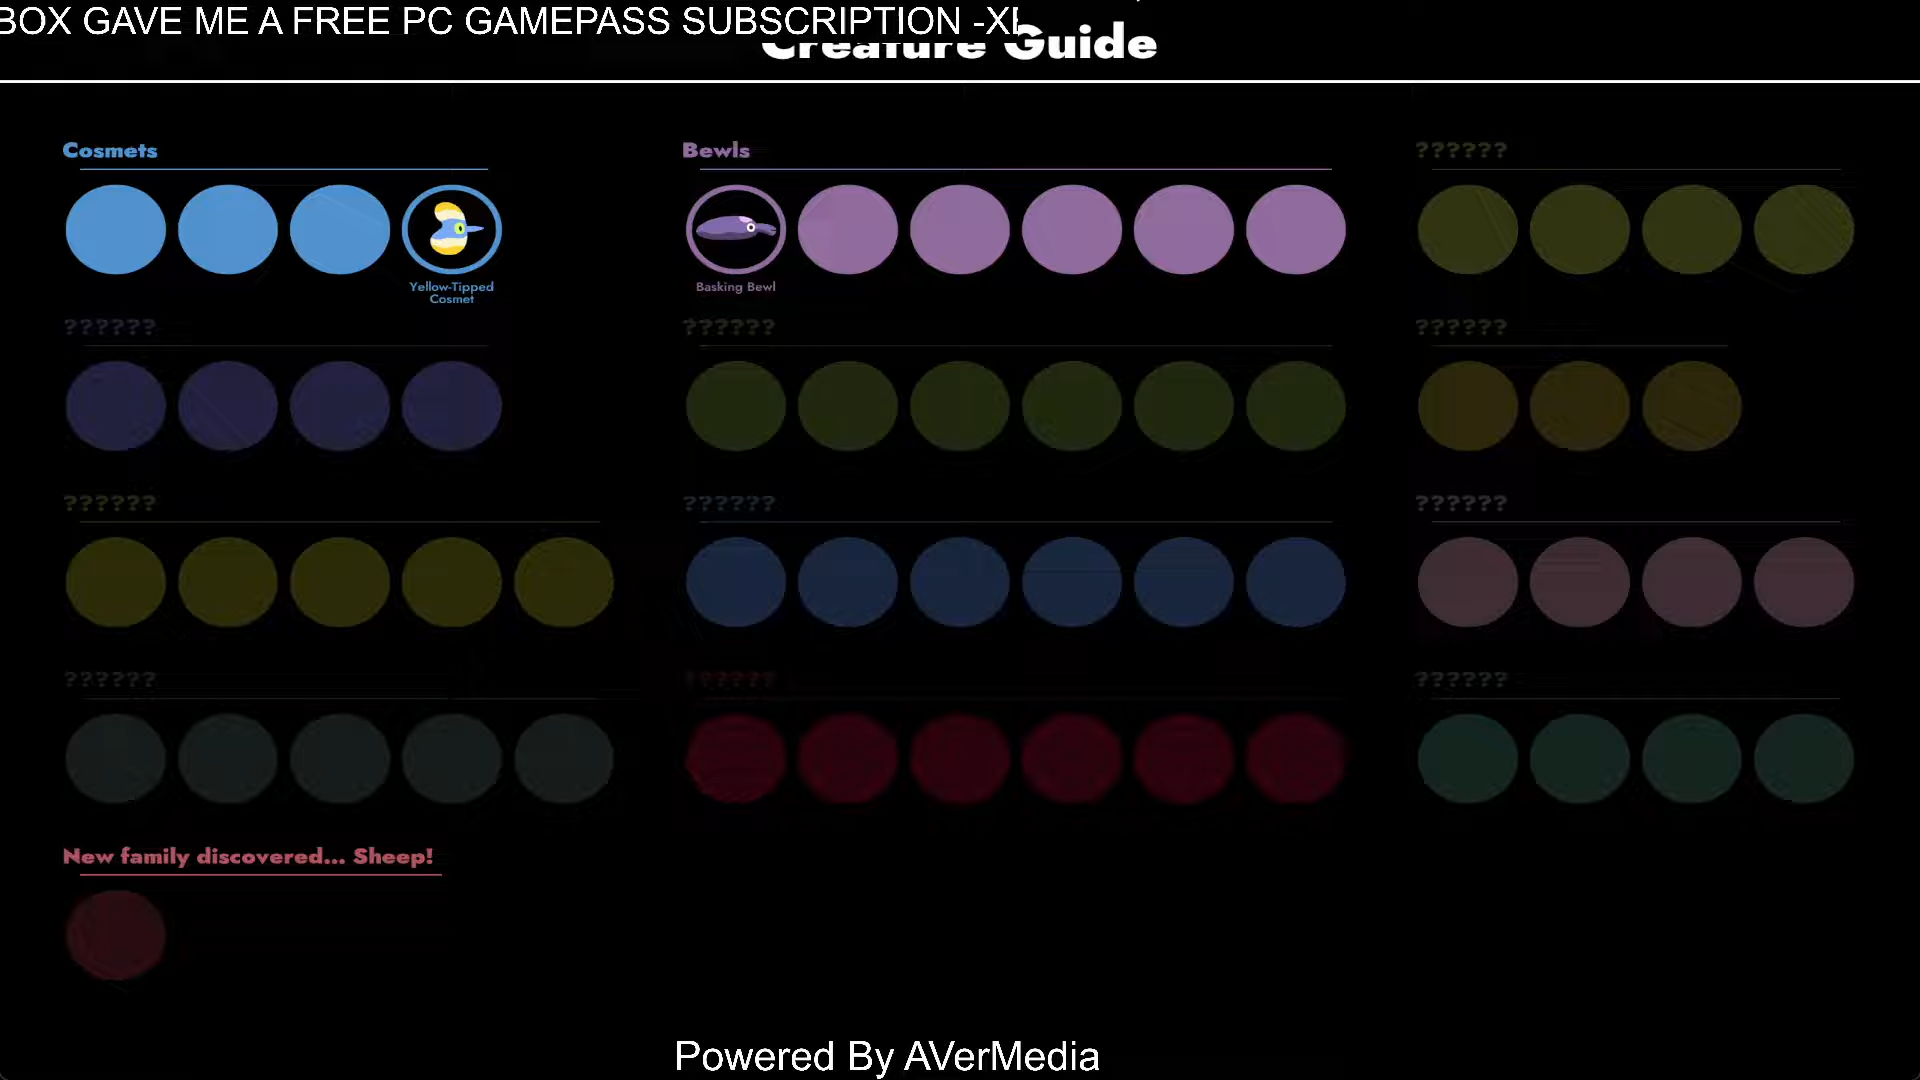 BOX GAVE ME A FREE PC GAMEPASS SUBSCRIPTION -X
Creature Guide
Cosmets
Bewls
??????
Yellow-Tipped
Cosmet
Basking Bewl
??????
??????
??????
??????
??????
??????
??????
??????
??????
New family discovered... Sheep!
Powered By AVerMedia